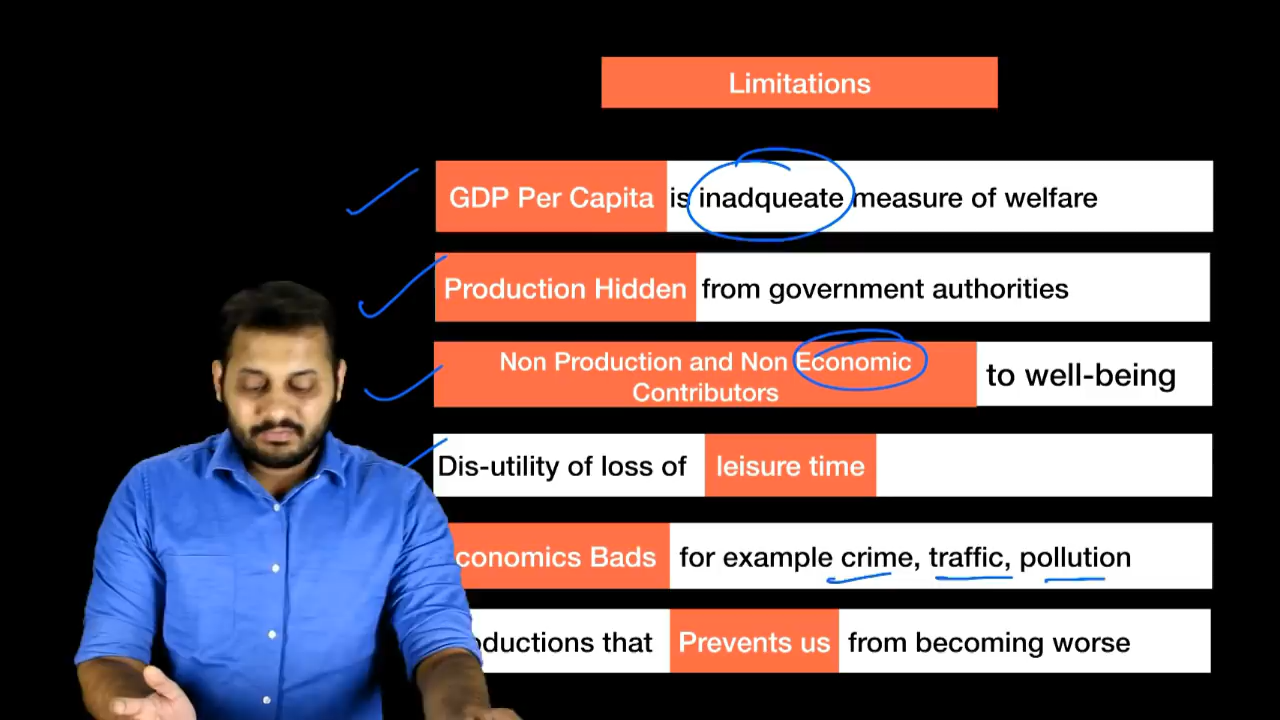 Limitations
GDP Per Capita is inadqueate measure of welfare
Production Hidden from government authorities
Non Production and Non Economic
Contributors to well-being
Dis-utility of loss of leisure time
conomics Bads for example crime, traffic, pollution
oductions that Prevents us from becoming worse